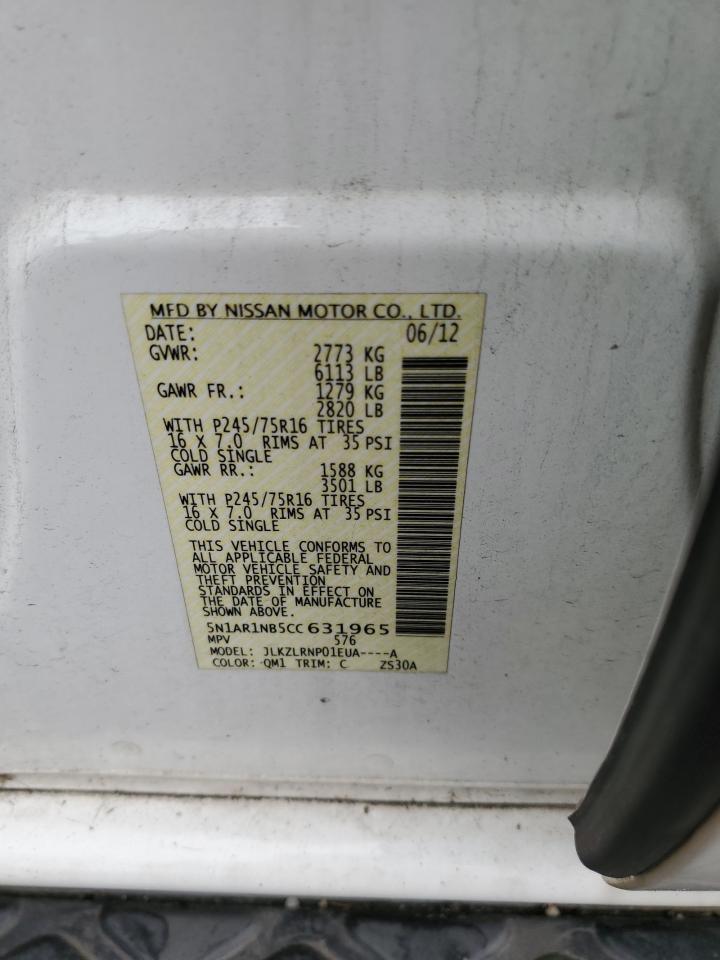 MFD BY NISSAN MOTOR CO., LTD.
DATE: 06/12
GVWR: 2773 KG
6113 LB
GAWR FR.: 1279 KG
2820 LB
WITH P245/75R16 TIRES
16 X 7.0 RIMS AT 35 PSI
COLD SINGLE
GAWR RR.: 1588 KG
3501 LB
WITH P245/75R16 TIRES
16 X 7.0 RIMS AT 35 PSI
COLD SINGLE
THIS VEHICLE CONFORMS TO
ALL APPLICABLE FEDERAL
MOTOR VEHICLE SAFETY AND
THEFT PREVENTION
STANDARDS IN EFFECT ON
THE DATE OF MANUFACTURE
SHOWN ABOVE.
5N1AR1NB5CC631965
MPV 576
MODEL: JLKZLRNP01EUA----A
COLOR: QM1 TRIM: C ZS30A